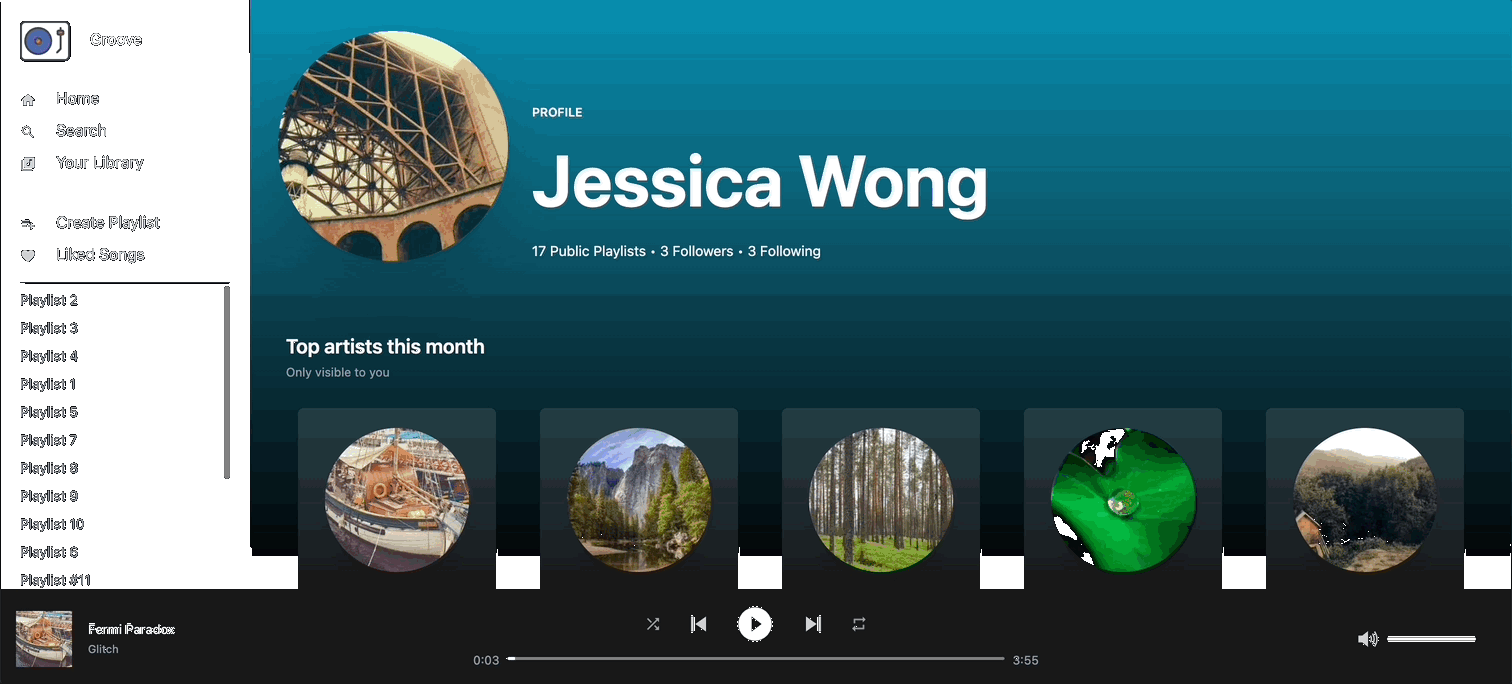 Groove
Home
Search
Your Library
Create Playlist
Liked Songs
Playlist 2
Playlist 3
Playlist 4
Playlist 1
Playlist 5
Playlist 7
Playlist 8
Playlist 9
Playlist 10
Playlist 6
Playlist #11
PROFILE
Jessica Wong
17 Public Playlists • 3 Followers • 3 Following
Top artists this month
Only visible to you
Fermi Paradox
Glitch
0:03
3:55